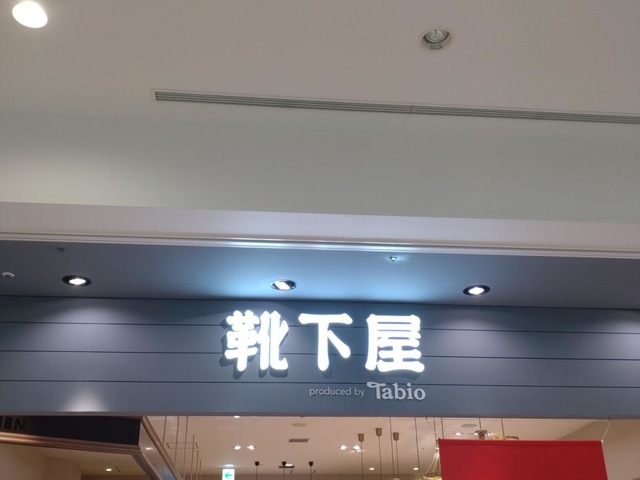 靴下屋
produced by Tabio